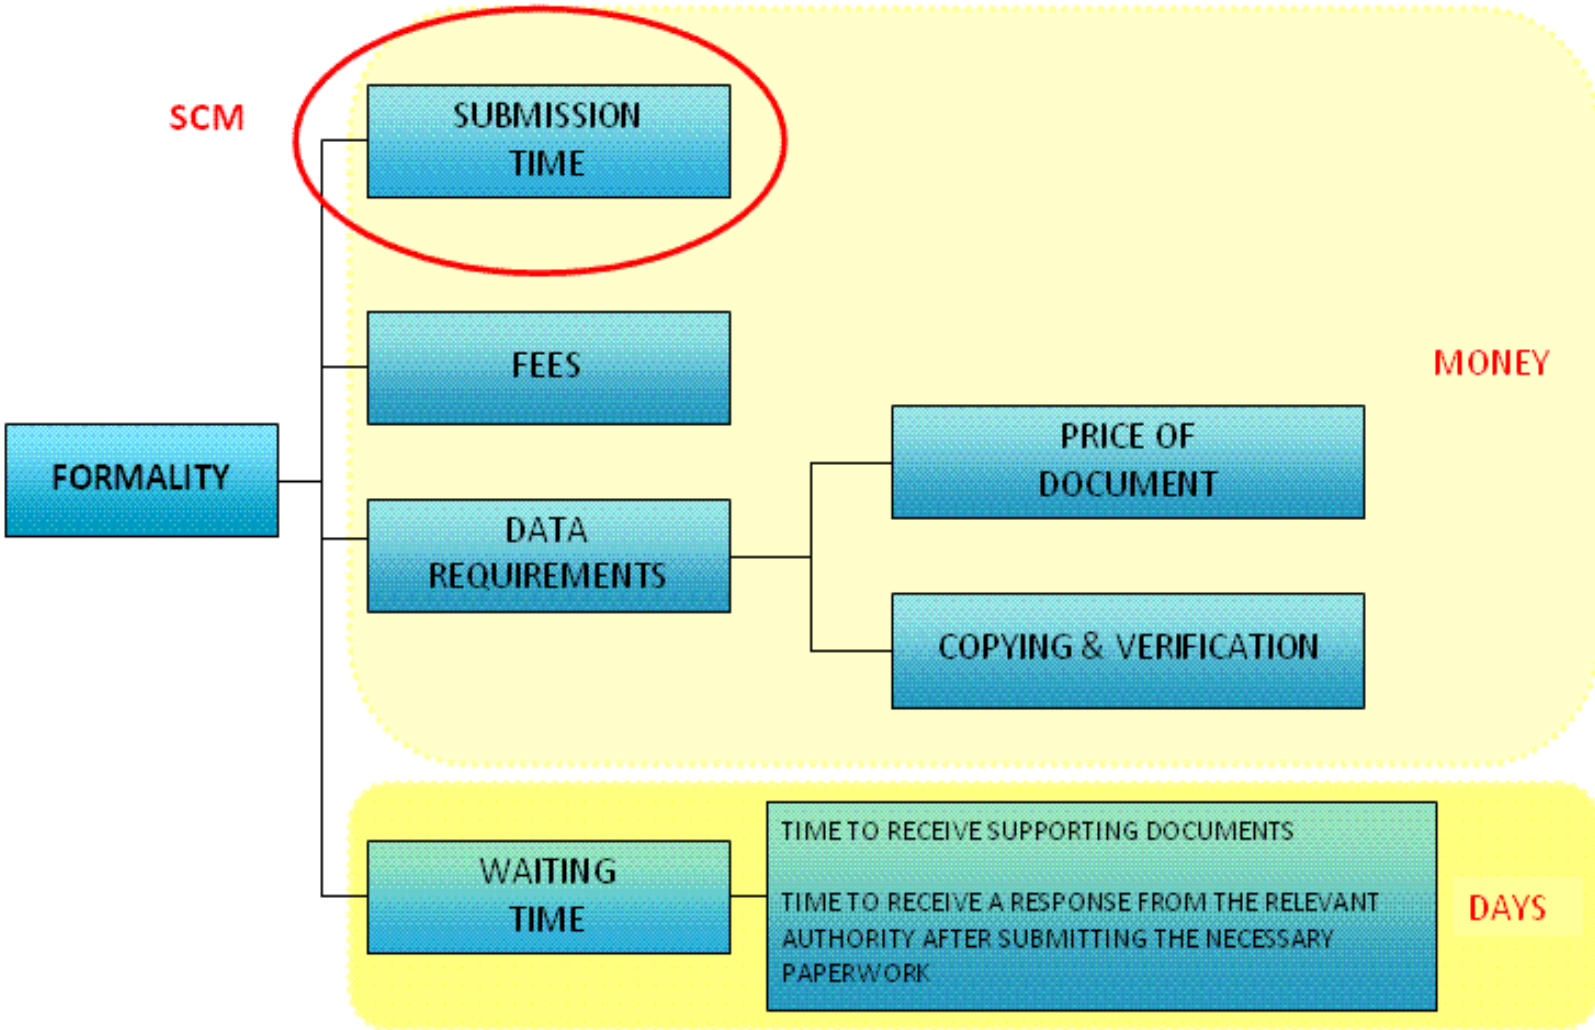 SCM
SUBMISSION
TIME
FEES
MONEY
FORMALITY
PRICE OF
DOCUMENT
DATA
REQUIREMENTS
COPYING & VERIFICATION
WAITING
TIME
TIME TO RECEIVE SUPPORTING DOCUMENTS
TIME TO RECEIVE A RESPONSE FROM THE RELEVANT
AUTHORITY AFTER SUBMITTING THE NECESSARY
PAPERWORK
DAYS